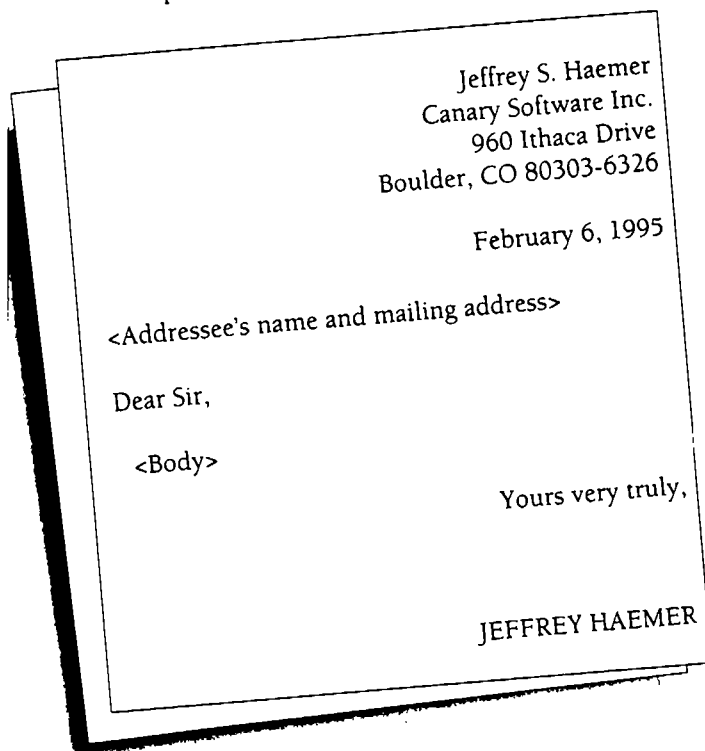 Jeffrey S. Haemer
Canary Software Inc.
960 Ithaca Drive
Boulder, CO 80303-6326
February 6, 1995
<Addressee's name and mailing address>
Dear Sir,
<Body>
Yours very truly,
JEFFREY HAEMER